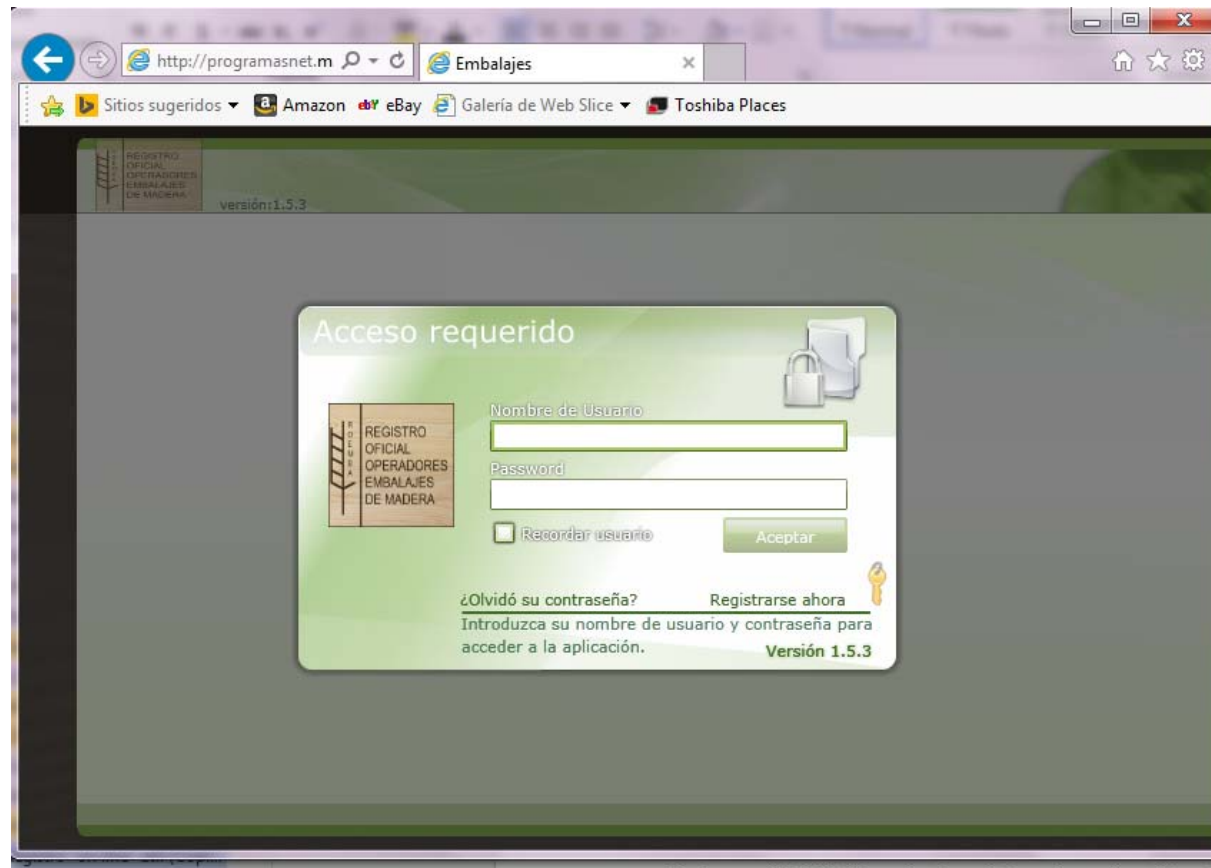 http://programasnet.m
Embalajes
Sitios sugeridos
Amazon
ebY eBay
Galería de Web Slice
Toshiba Places
REGISTRO
OFICIAL
OPERADORES
EMBALAJES
DE MADERA
versión:1.5.3
Acceso requerido
ROEMBA
REGISTRO
OFICIAL
OPERADORES
EMBALAJES
DE MADERA
Nombre de Usuario
Password
Recordar usuario
Aceptar
¿Olvidó su contraseña?
Registrarse ahora
Introduzca su nombre de usuario y contraseña para
acceder a la aplicación.
Versión 1.5.3